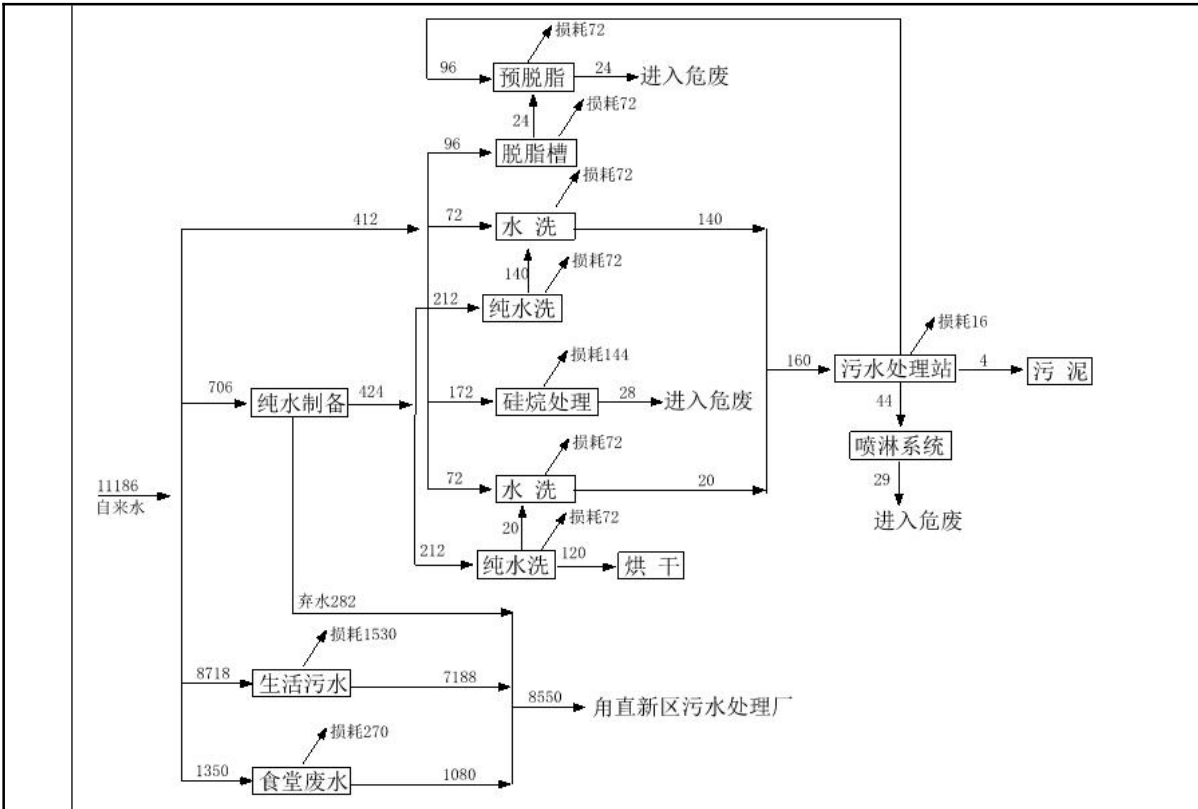 损耗72
96
预脱脂
24
进入危废
24
损耗72
96
脱脂槽
损耗72
412
72
水 洗
140
140
损耗72
212
纯水洗
损耗16
损耗144
160
污水处理站
4
污 泥
706
纯水制备
424
172
硅烷处理
28
进入危废
44
损耗72
喷淋系统
11186
自来水
72
水 洗
20
29
20
损耗72
进入危废
212
纯水洗
120
烘 干
弃水282
损耗1530
8718
生活污水
7188
8550
甪直新区污水处理厂
损耗270
1350
食堂废水
1080